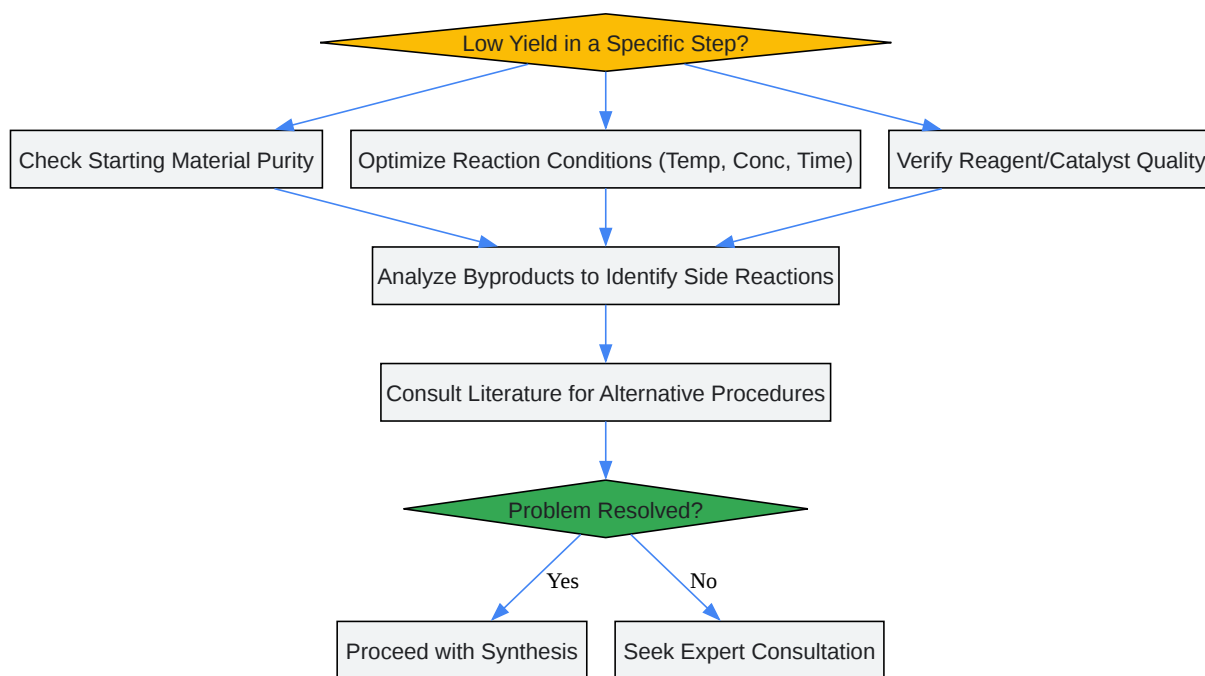 Low Yield in a Specific Step?
Check Starting Material Purity
Optimize Reaction Conditions (Temp, Conc, Time)
Verify Reagent/Catalyst Quality
Analyze Byproducts to Identify Side Reactions
Consult Literature for Alternative Procedures
Problem Resolved?
Yes
No
Proceed with Synthesis
Seek Expert Consultation